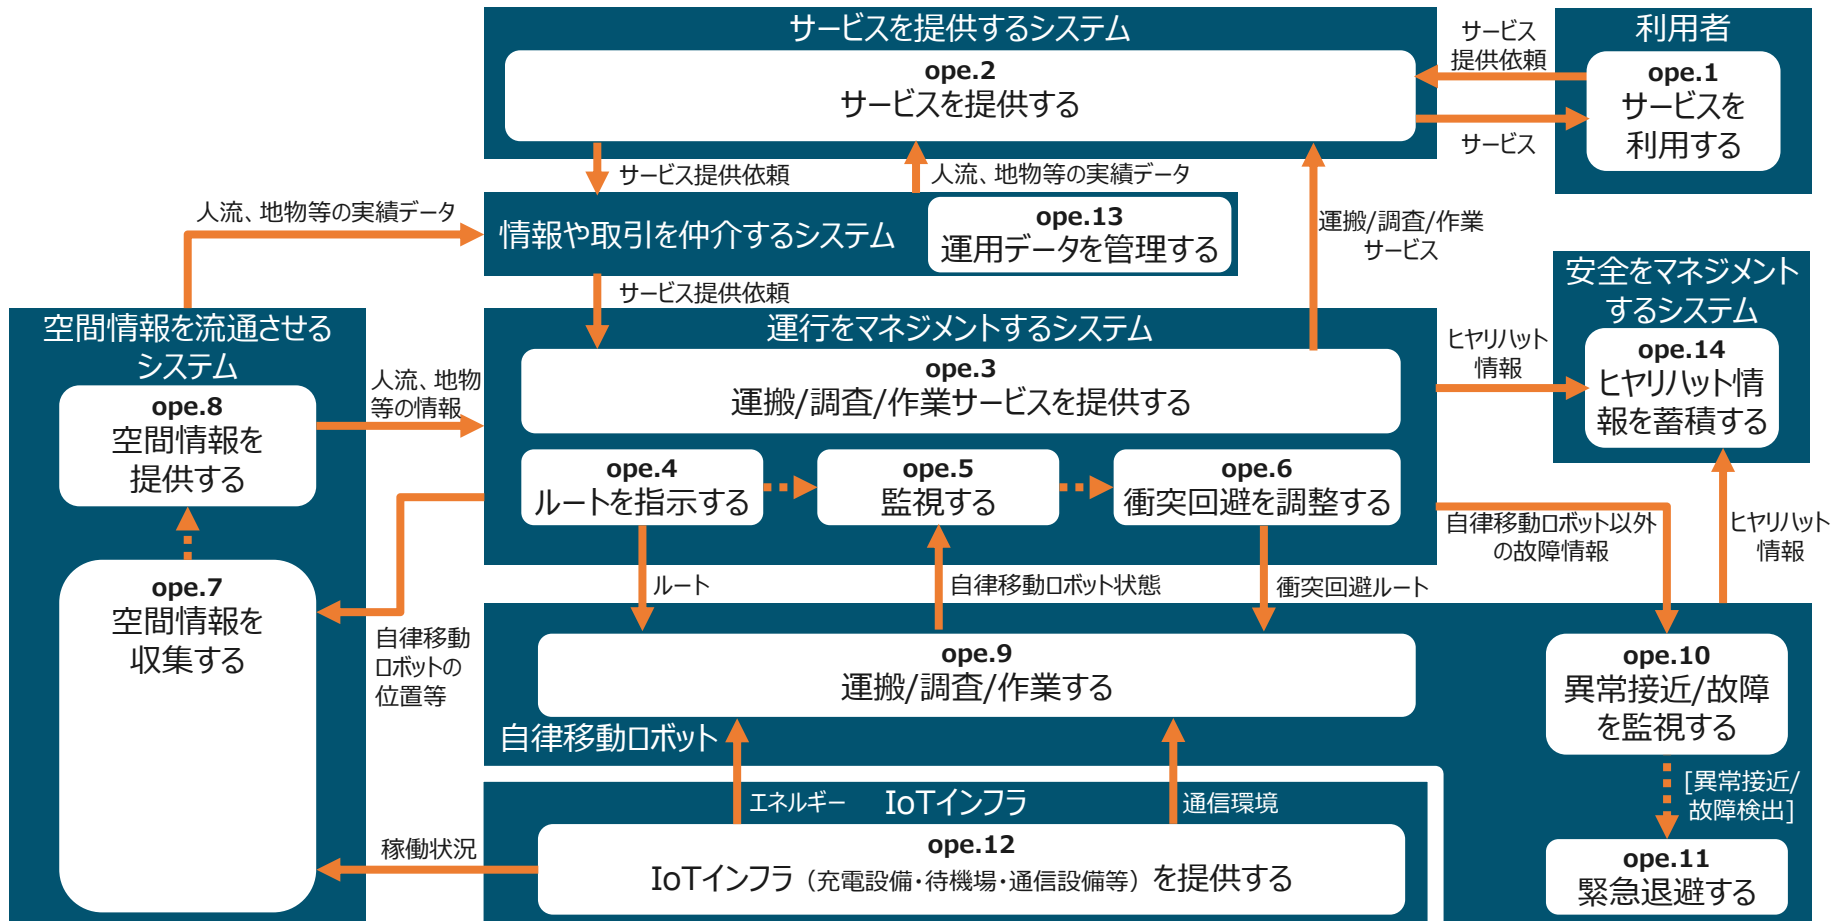 サービスを提供するシステム
ope.2
サービスを提供する
サービス
提供依頼
サービス
利用者
ope.1
サービスを
利用する
サービス提供依頼
人流、地物等の実績データ
人流、地物等の実績データ
情報や取引を仲介するシステム
ope.13
運用データを管理する
運搬/調査/作業
サービス
サービス提供依頼
安全をマネジメント
するシステム
ope.14
ヒヤリハット情
報を蓄積する
ヒヤリハット
情報
空間情報を流通させる
システム
ope.8
空間情報を
提供する
人流、地物
等の情報
運行をマネジメントするシステム
ope.3
運搬/調査/作業サービスを提供する
ope.4
ルートを指示する
ope.5
監視する
ope.6
衝突回避を調整する
自律移動ロボット以外
の故障情報
ヒヤリハット
情報
ope.7
空間情報を
収集する
自律移動
ロボットの
位置等
ルート
自律移動ロボット状態
衝突回避ルート
ope.9
運搬/調査/作業する
自律移動ロボット
ope.10
異常接近/故障
を監視する
[異常接近/
故障検出]
ope.11
緊急退避する
エネルギー
IoTインフラ
通信環境
稼働状況
ope.12
IoTインフラ（充電設備・待機場・通信設備等）を提供する